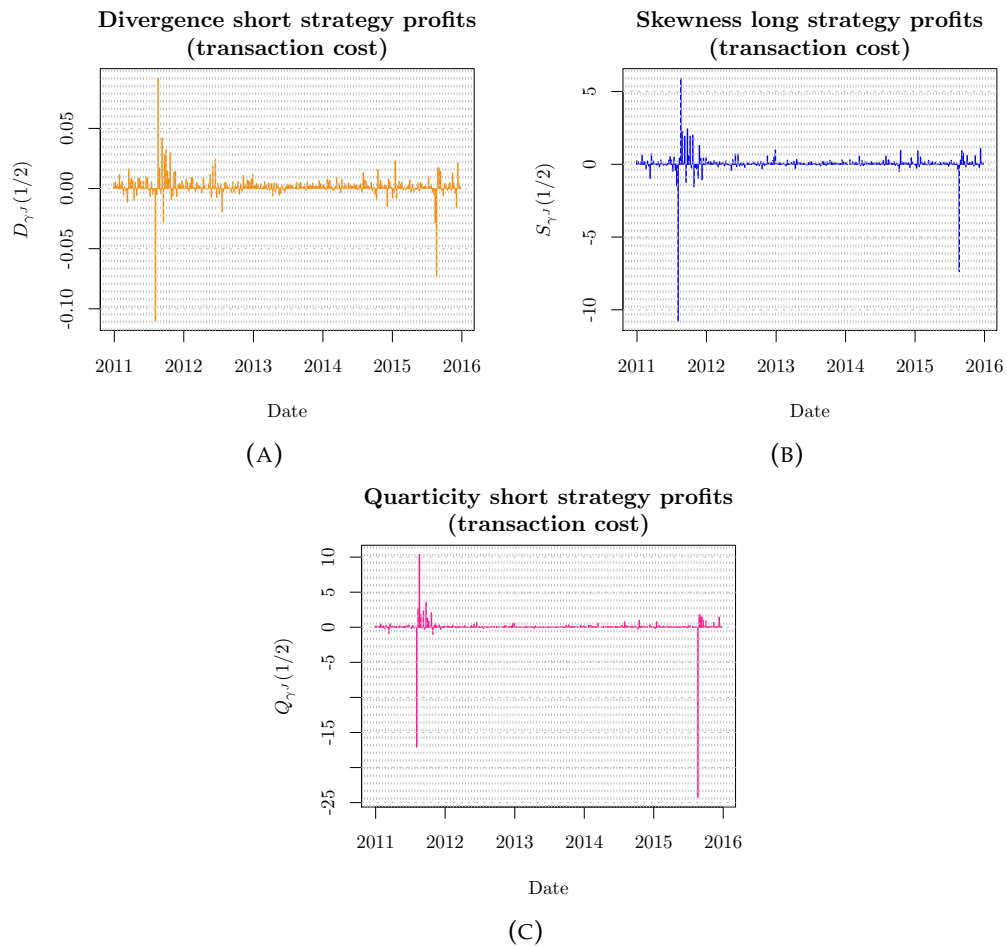 Divergence short strategy profits
(transaction cost)
0.05
0.00
-0.05
-0.10
D_{γ^J}(1/2)
2011 2012 2013 2014 2015 2016
Date
(A)
Skewness long strategy profits
(transaction cost)
5
0
-5
-10
S_{γ^J}(1/2)
2011 2012 2013 2014 2015 2016
Date
(B)
Quarticity short strategy profits
(transaction cost)
10
5
0
-5
-15
-25
Q_{γ^J}(1/2)
2011 2012 2013 2014 2015 2016
Date
(C)